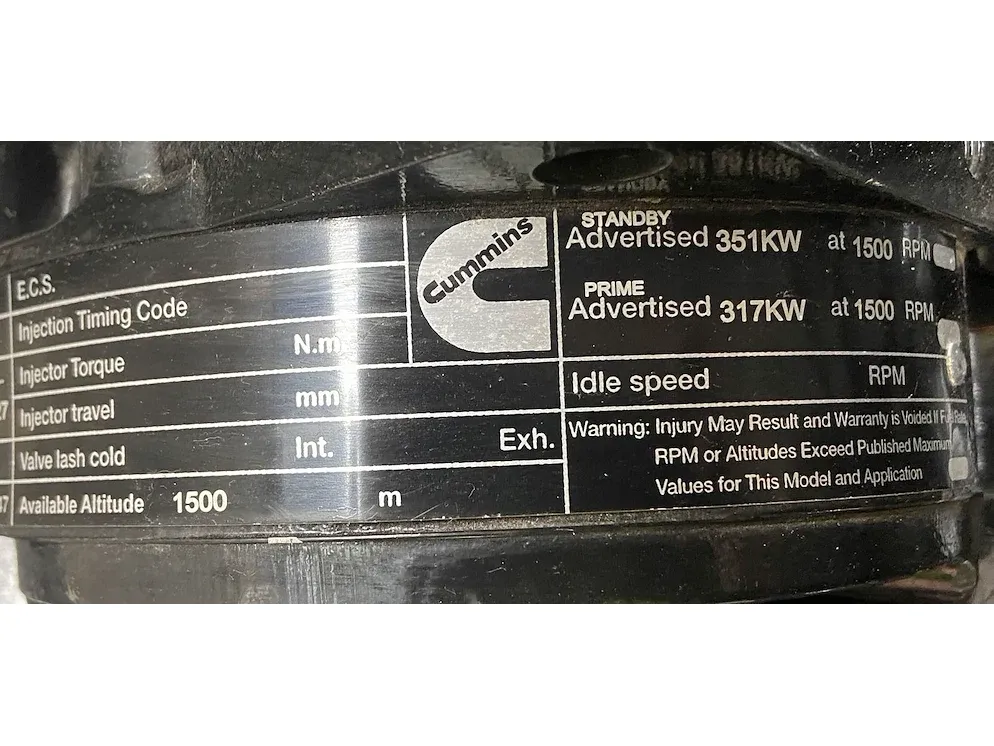 E.C.S.
Injection Timing Code
Injector Torque N.m
Injector travel mm
Valve lash cold Int. Exh.
Available Altitude 1500 m
Cummins
STANDBY
Advertised 351KW at 1500 RPM
PRIME
Advertised 317KW at 1500 RPM
Idle speed RPM
Warning: Injury May Result and Warranty is Voided If Fuel Rate,
RPM or Altitudes Exceed Published Maximum
Values for This Model and Application